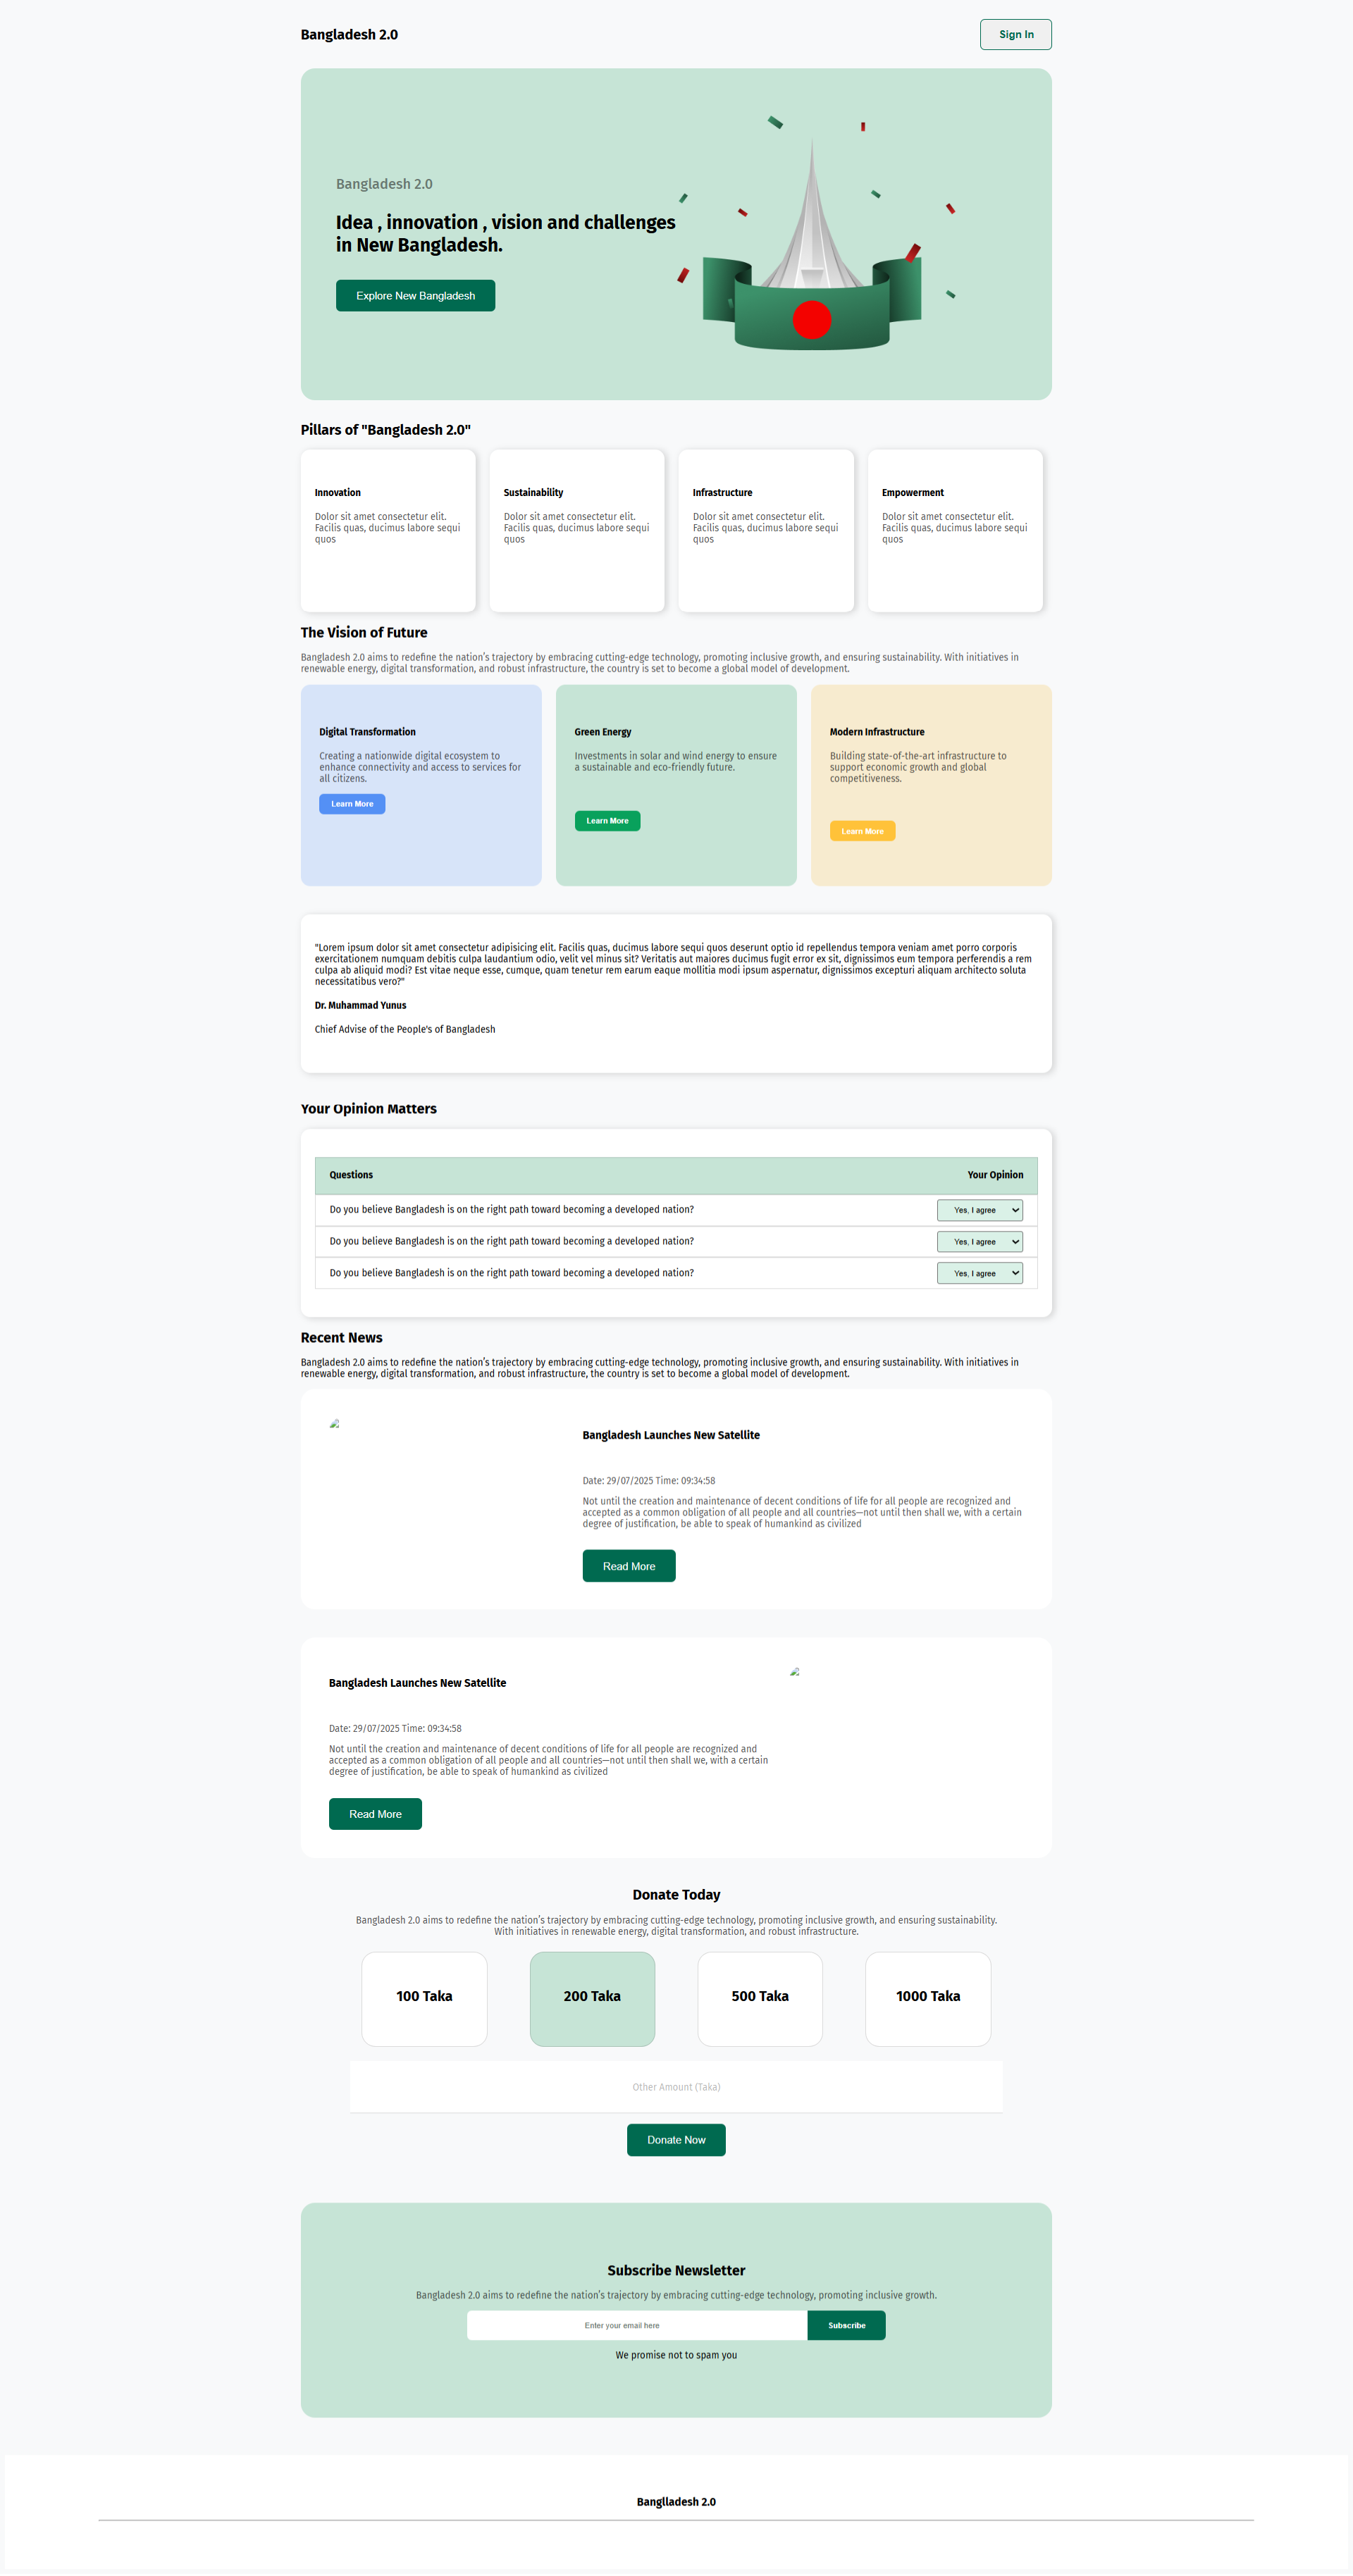 Bangladesh 2.0
Sign In
Bangladesh 2.0
Idea , innovation , vision and challenges
in New Bangladesh.
Explore New Bangladesh
Pillars of "Bangladesh 2.0"
Innovation
Dolor sit amet consectetur elit.
Facilis quas, ducimus labore sequi
quos
Sustainability
Dolor sit amet consectetur elit.
Facilis quas, ducimus labore sequi
quos
Infrastructure
Dolor sit amet consectetur elit.
Facilis quas, ducimus labore sequi
quos
Empowerment
Dolor sit amet consectetur elit.
Facilis quas, ducimus labore sequi
quos
The Vision of Future
Bangladesh 2.0 aims to redefine the nation’s trajectory by embracing cutting-edge technology, promoting inclusive growth, and ensuring sustainability. With initiatives in
renewable energy, digital transformation, and robust infrastructure, the country is set to become a global model of development.
Digital Transformation
Creating a nationwide digital ecosystem to
enhance connectivity and access to services for
all citizens.
Learn More
Green Energy
Investments in solar and wind energy to ensure
a sustainable and eco-friendly future.
Learn More
Modern Infrastructure
Building state-of-the-art infrastructure to
support economic growth and global
competitiveness.
Learn More
"Lorem ipsum dolor sit amet consectetur adipisicing elit. Facilis quas, ducimus labore sequi quos deserunt optio id repellendus tempora veniam amet porro corporis
exercitationem numquam debitis culpa laudantium odio, velit vel minus sit? Veritatis aut maiores ducimus fugit error ex sit, dignissimos eum tempora perferendis a rem
culpa ab aliquid modi? Est vitae neque esse, cumque, quam tenetur rem earum eaque mollitia modi ipsum aspernatur, dignissimos excepturi aliquam architecto soluta
necessitatibus vero?"
Dr. Muhammad Yunus
Chief Advise of the People's of Bangladesh
Your Opinion Matters
Questions Your Opinion
Do you believe Bangladesh is on the right path toward becoming a developed nation? Yes, I agree
Do you believe Bangladesh is on the right path toward becoming a developed nation? Yes, I agree
Do you believe Bangladesh is on the right path toward becoming a developed nation? Yes, I agree
Recent News
Bangladesh 2.0 aims to redefine the nation’s trajectory by embracing cutting-edge technology, promoting inclusive growth, and ensuring sustainability. With initiatives in
renewable energy, digital transformation, and robust infrastructure, the country is set to become a global model of development.
Bangladesh Launches New Satellite
Date: 29/07/2025 Time: 09:34:58
Not until the creation and maintenance of decent conditions of life for all people are recognized and
accepted as a common obligation of all people and all countries—not until then shall we, with a certain
degree of justification, be able to speak of humankind as civilized
Read More
Bangladesh Launches New Satellite
Date: 29/07/2025 Time: 09:34:58
Not until the creation and maintenance of decent conditions of life for all people are recognized and
accepted as a common obligation of all people and all countries—not until then shall we, with a certain
degree of justification, be able to speak of humankind as civilized
Read More
Donate Today
Bangladesh 2.0 aims to redefine the nation’s trajectory by embracing cutting-edge technology, promoting inclusive growth, and ensuring sustainability.
With initiatives in renewable energy, digital transformation, and robust infrastructure.
100 Taka
200 Taka
500 Taka
1000 Taka
Other Amount (Taka)
Donate Now
Subscribe Newsletter
Bangladesh 2.0 aims to redefine the nation’s trajectory by embracing cutting-edge technology, promoting inclusive growth.
Enter your email here
Subscribe
We promise not to spam you
Banglladesh 2.0